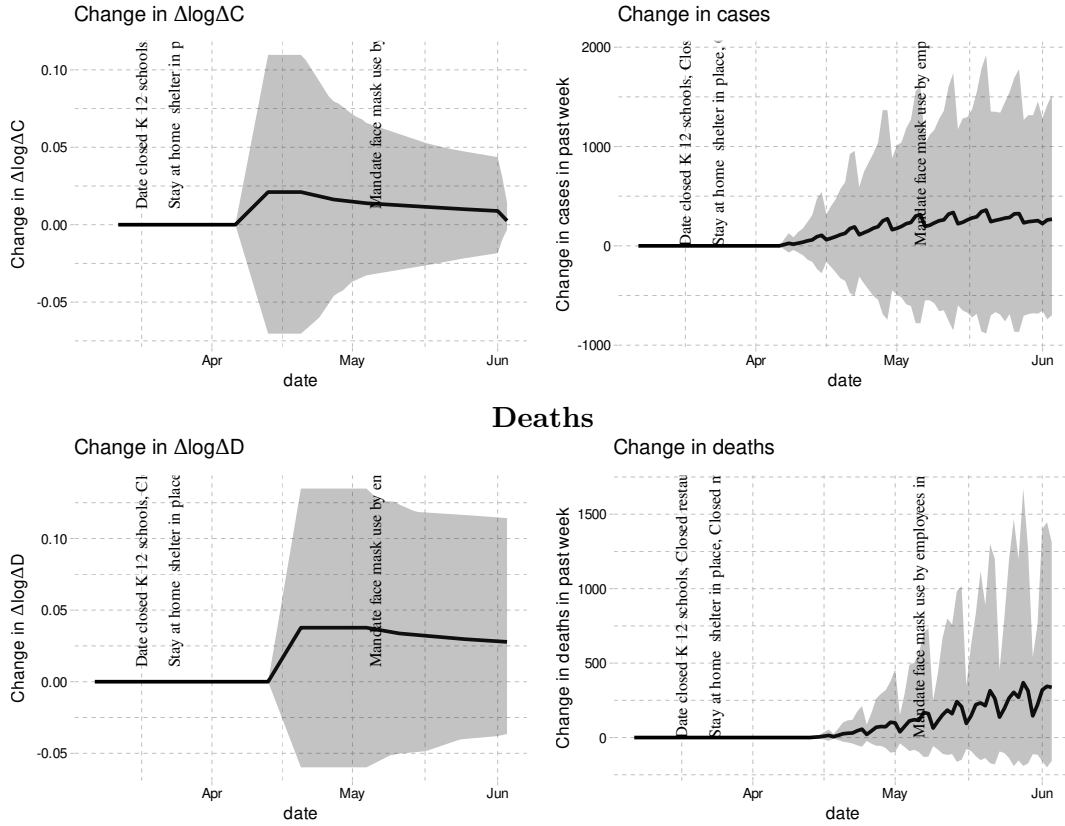 Change in ΔlogΔC
Change in ΔlogΔC
0.10
0.05
0.00
-0.05
Date closed K 12 schools
Stay at home shelter in p
Mandate face mask use by
Apr
May
Jun
date
Change in cases
Change in cases in past week
2000
1000
0
-1000
Date closed K 12 schools, Clos
Stay at home shelter in place,
Mandate face mask use by emp
Apr
May
Jun
date
Deaths
Change in ΔlogΔD
Change in ΔlogΔD
0.10
0.05
0.00
-0.05
Date closed K 12 schools, Cl
Stay at home shelter in place
Mandate face mask use by en
Apr
May
Jun
date
Change in deaths
Change in deaths in past week
1500
1000
500
0
Date closed K 12 schools, Closed restau
Stay at home shelter in place, Closed n
Mandate face mask use by employees in
Apr
May
Jun
date